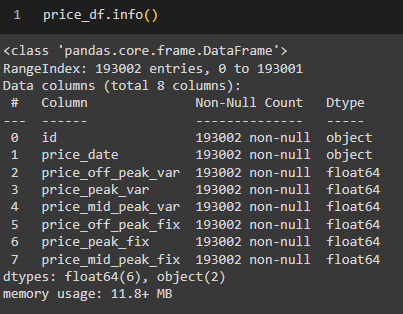 1 price_df.info()
<class 'pandas.core.frame.DataFrame'>
RangeIndex: 193002 entries, 0 to 193001
Data columns (total 8 columns):
 #   Column              Non-Null Count   Dtype
---  ------              --------------   -----
 0   id                  193002 non-null  object
 1   price_date          193002 non-null  object
 2   price_off_peak_var  193002 non-null  float64
 3   price_peak_var      193002 non-null  float64
 4   price_mid_peak_var  193002 non-null  float64
 5   price_off_peak_fix  193002 non-null  float64
 6   price_peak_fix      193002 non-null  float64
 7   price_mid_peak_fix  193002 non-null  float64
dtypes: float64(6), object(2)
memory usage: 11.8+ MB